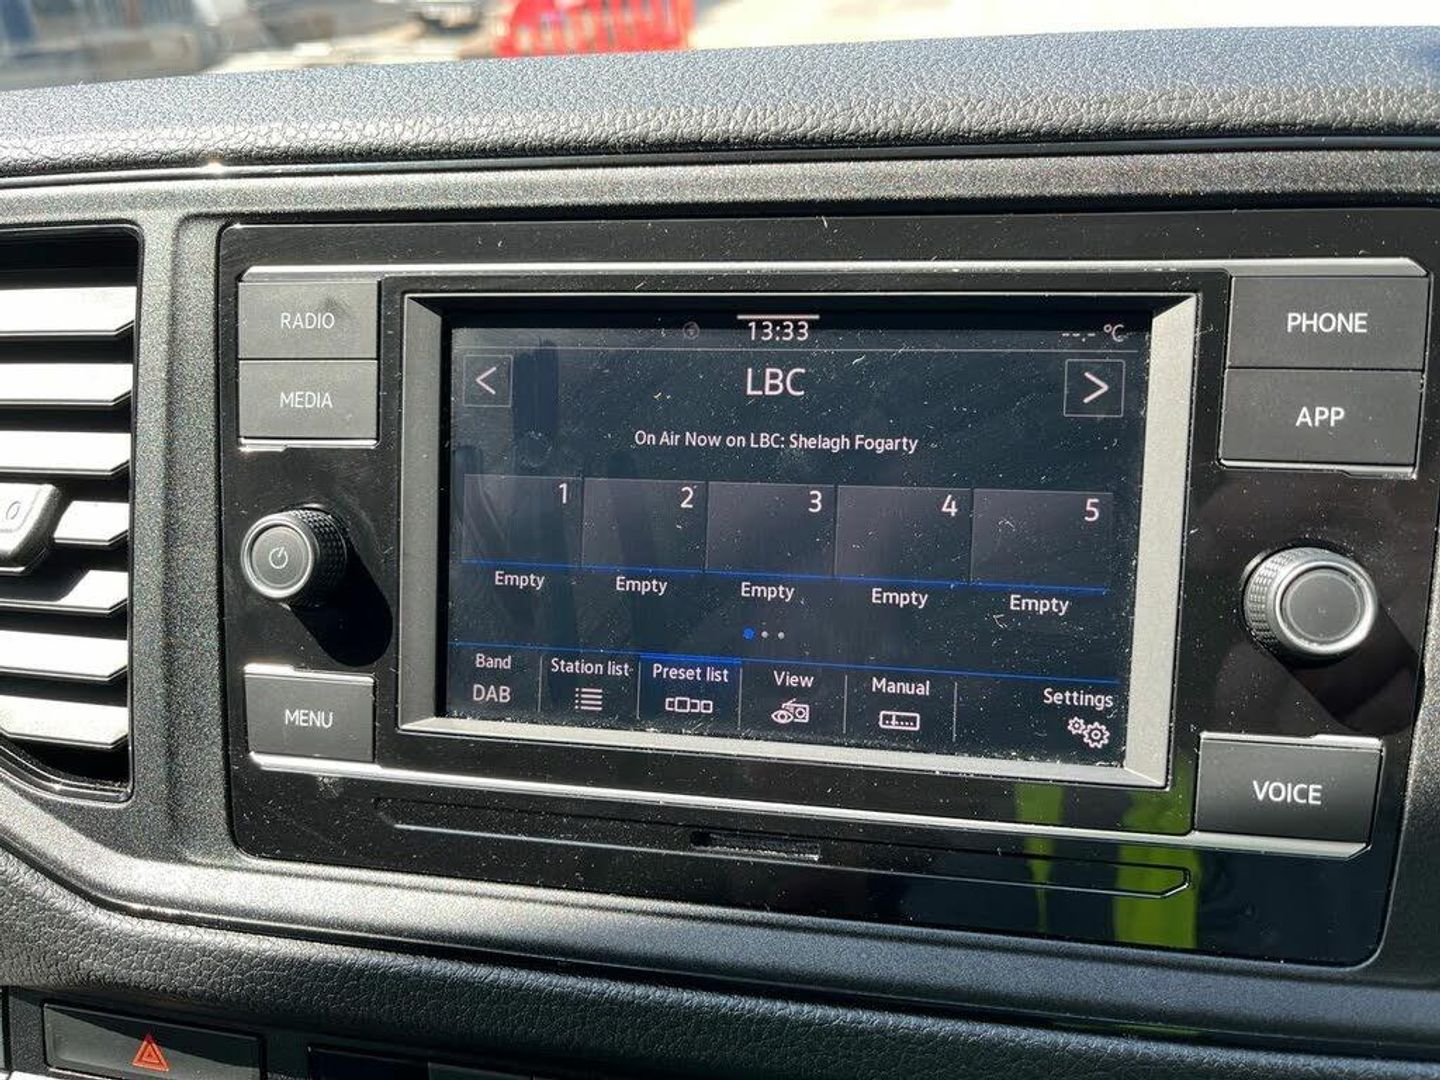 13:33
--.- °C
RADIO
MEDIA
MENU
<
LBC
>
On Air Now on LBC: Shelagh Fogarty
1 2 3 4 5
Empty Empty Empty Empty Empty
Band Station list Preset list View Manual Settings
DAB
PHONE
APP
VOICE
0